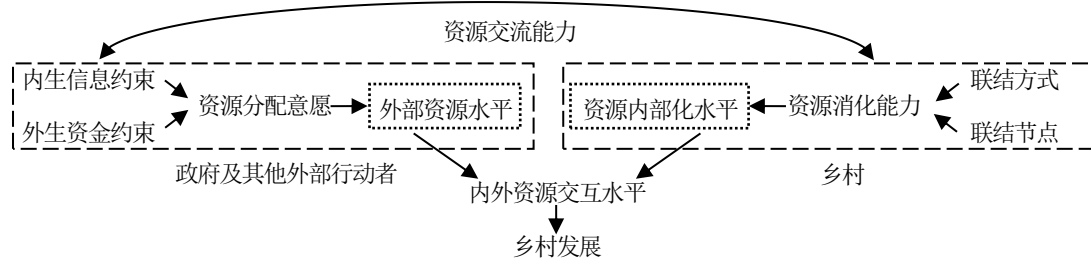 资源交流能力
内生信息约束
外生资金约束
资源分配意愿
外部资源水平
资源内部化水平
资源消化能力
联结方式
联结节点
政府及其他外部行动者
乡村
内外资源交互水平
乡村发展